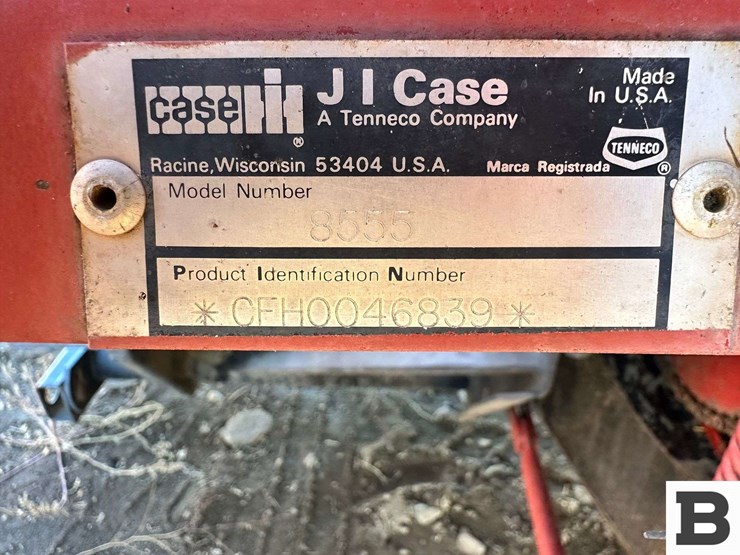 case IH ® J I Case
A Tenneco Company
Made
In U.S.A.
Racine, Wisconsin 53404 U.S.A.
Marca Registrada
TENNECO ®
Model Number
8555
Product Identification Number
* CFH0046839 *
B